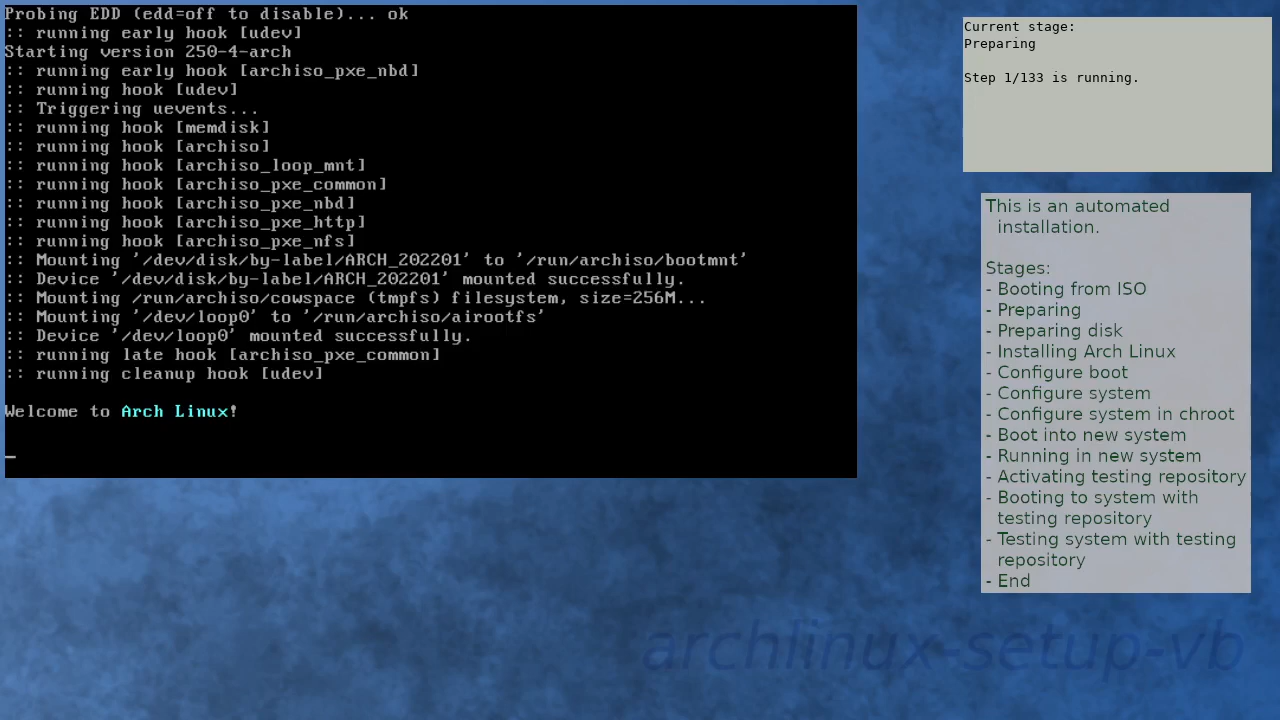 Probing EDD (edd=off to disable)... ok
:: running early hook [udev]
Starting version 250-4-arch
:: running early hook [archiso_pxe_nbd]
:: running hook [udev]
:: Triggering uevents...
:: running hook [memdisk]
:: running hook [archiso]
:: running hook [archiso_loop_mnt]
:: running hook [archiso_pxe_common]
:: running hook [archiso_pxe_nbd]
:: running hook [archiso_pxe_http]
:: running hook [archiso_pxe_nfs]
:: Mounting '/dev/disk/by-label/ARCH_202201' to '/run/archiso/bootmnt'
:: Device '/dev/disk/by-label/ARCH_202201' mounted successfully.
:: Mounting /run/archiso/cowspace (tmpfs) filesystem, size=256M...
:: Mounting '/dev/loop0' to '/run/archiso/airootfs'
:: Device '/dev/loop0' mounted successfully.
:: running late hook [archiso_pxe_common]
:: running cleanup hook [udev]
Welcome to Arch Linux!
Current stage:
Preparing
Step 1/133 is running.
This is an automated
installation.
Stages:
- Booting from ISO
- Preparing
- Preparing disk
- Installing Arch Linux
- Configure boot
- Configure system
- Configure system in chroot
- Boot into new system
- Running in new system
- Activating testing repository
- Booting to system with
testing repository
- Testing system with testing
repository
- End
archlinux-setup-vb